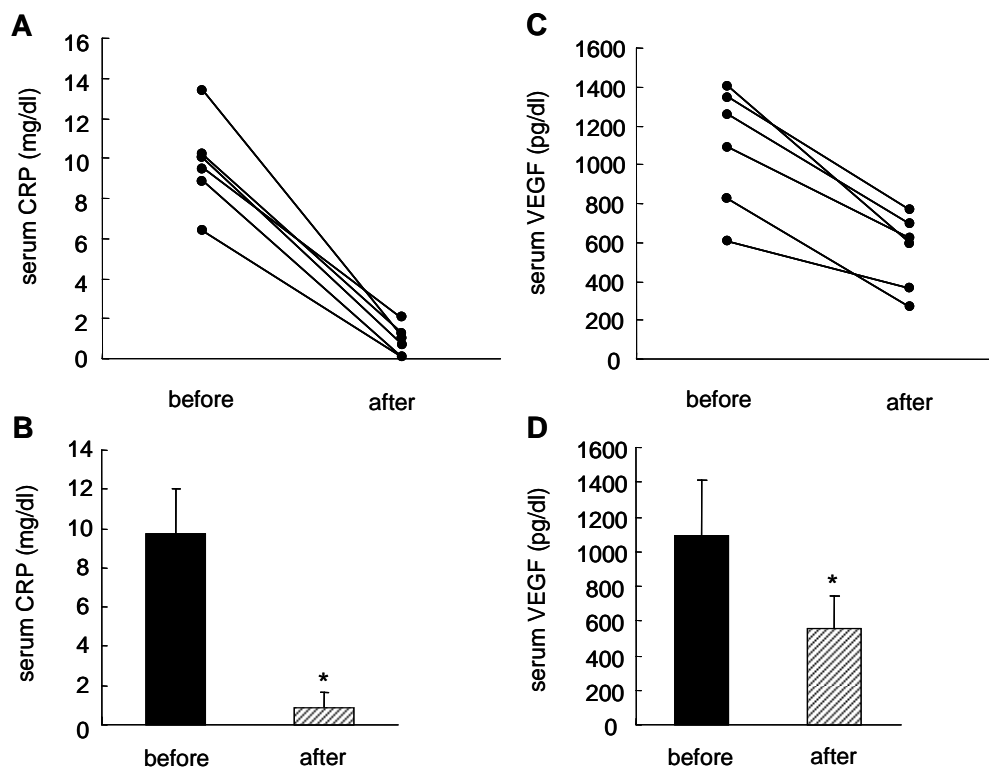 A
serum CRP (mg/dl)
16
14
12
10
8
6
4
2
0
before
after
C
serum VEGF (pg/dl)
1600
1400
1200
1000
800
600
400
200
0
before
after
B
serum CRP (mg/dl)
14
12
10
8
6
4
2
0
*
before
after
D
serum VEGF (pg/dl)
1600
1400
1200
1000
800
600
400
200
0
*
before
after